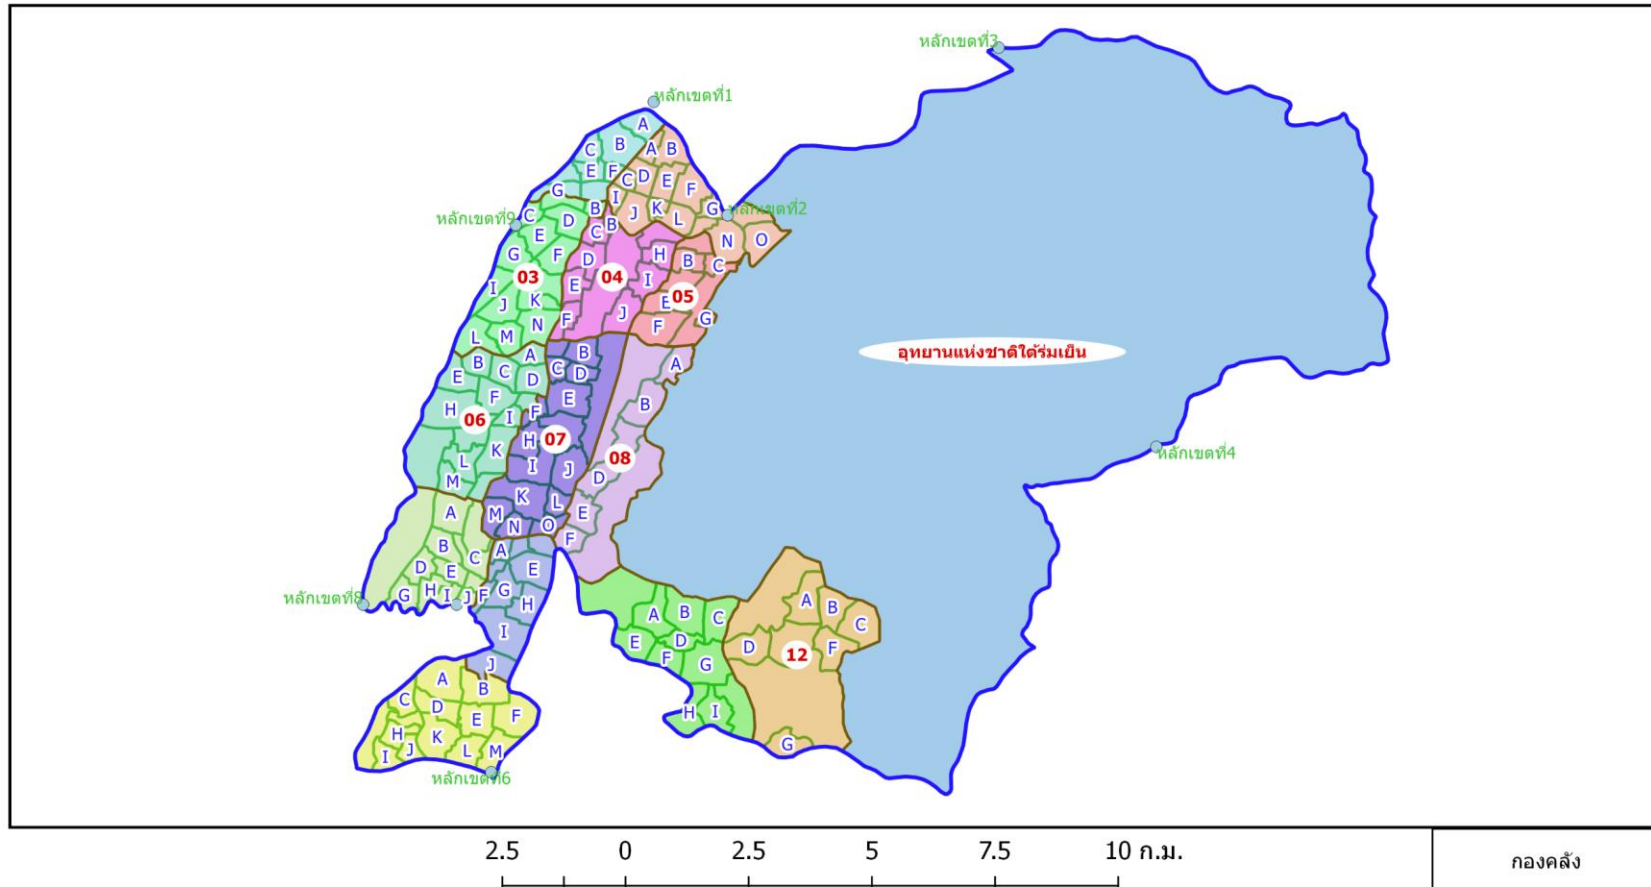 หลักเขตที่3
หลักเขตที่1
A
B A B
C
E F C D E F
G I
หลักเขตที่9 C D B B J K L G หลักเขตที่2
E C N O
G F D H B C
03 04 I
I E 05
J K E
N F J F G
L M
B A B อุทยานแห่งชาติใต้ร่มเย็น
E C D C D A
F E B
H I F
06 07 H
K หลักเขตที่4
L I J 08
M D
K L
A M N O E
B A F
C E
D E
หลักเขตที่8 G H I J F G H A B C A B C
I E D D 12 F
J F G
A B
C D E F H I
H K G
I J L M
หลักเขตที่6
2.5 0 2.5 5 7.5 10 ก.ม.
กองคลัง